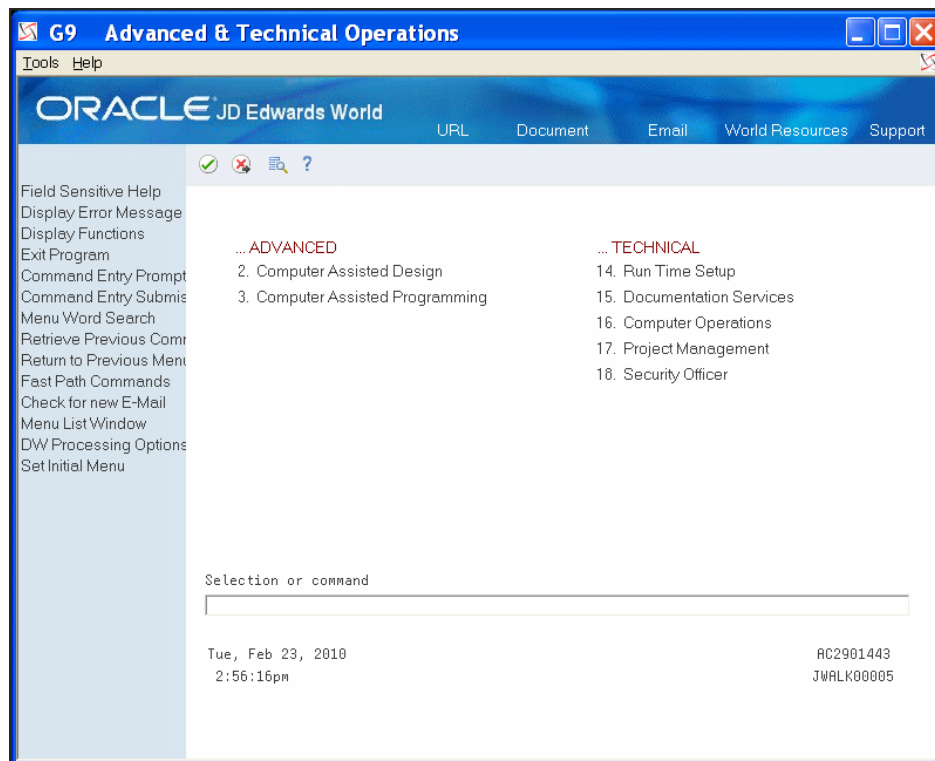 G9 Advanced & Technical Operations
Tools Help
ORACLE JD Edwards World
URL Document Email World Resources Support
?
Field Sensitive Help
Display Error Message
Display Functions
Exit Program
Command Entry Prompt
Command Entry Submis
Menu Word Search
Retrieve Previous Comm
Return to Previous Menu
Fast Path Commands
Check for new E-Mail
Menu List Window
DW Processing Options
Set Initial Menu
... ADVANCED
2. Computer Assisted Design
3. Computer Assisted Programming
... TECHNICAL
14. Run Time Setup
15. Documentation Services
16. Computer Operations
17. Project Management
18. Security Officer
Selection or command
Tue, Feb 23, 2010 AC2901443
2:56:16pm JWALK00005